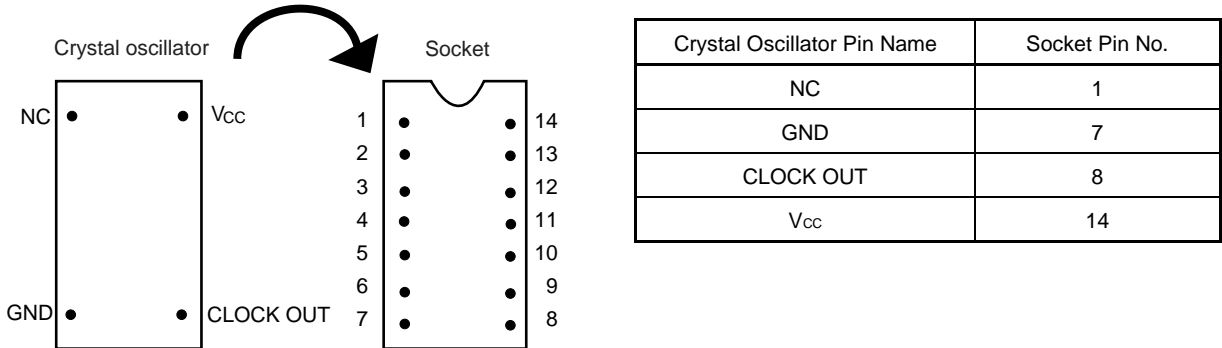 Crystal oscillator
NC
VCC
GND
CLOCK OUT
Socket
1 14
2 13
3 12
4 11
5 10
6 9
7 8
Crystal Oscillator Pin Name Socket Pin No.
NC 1
GND 7
CLOCK OUT 8
VCC 14